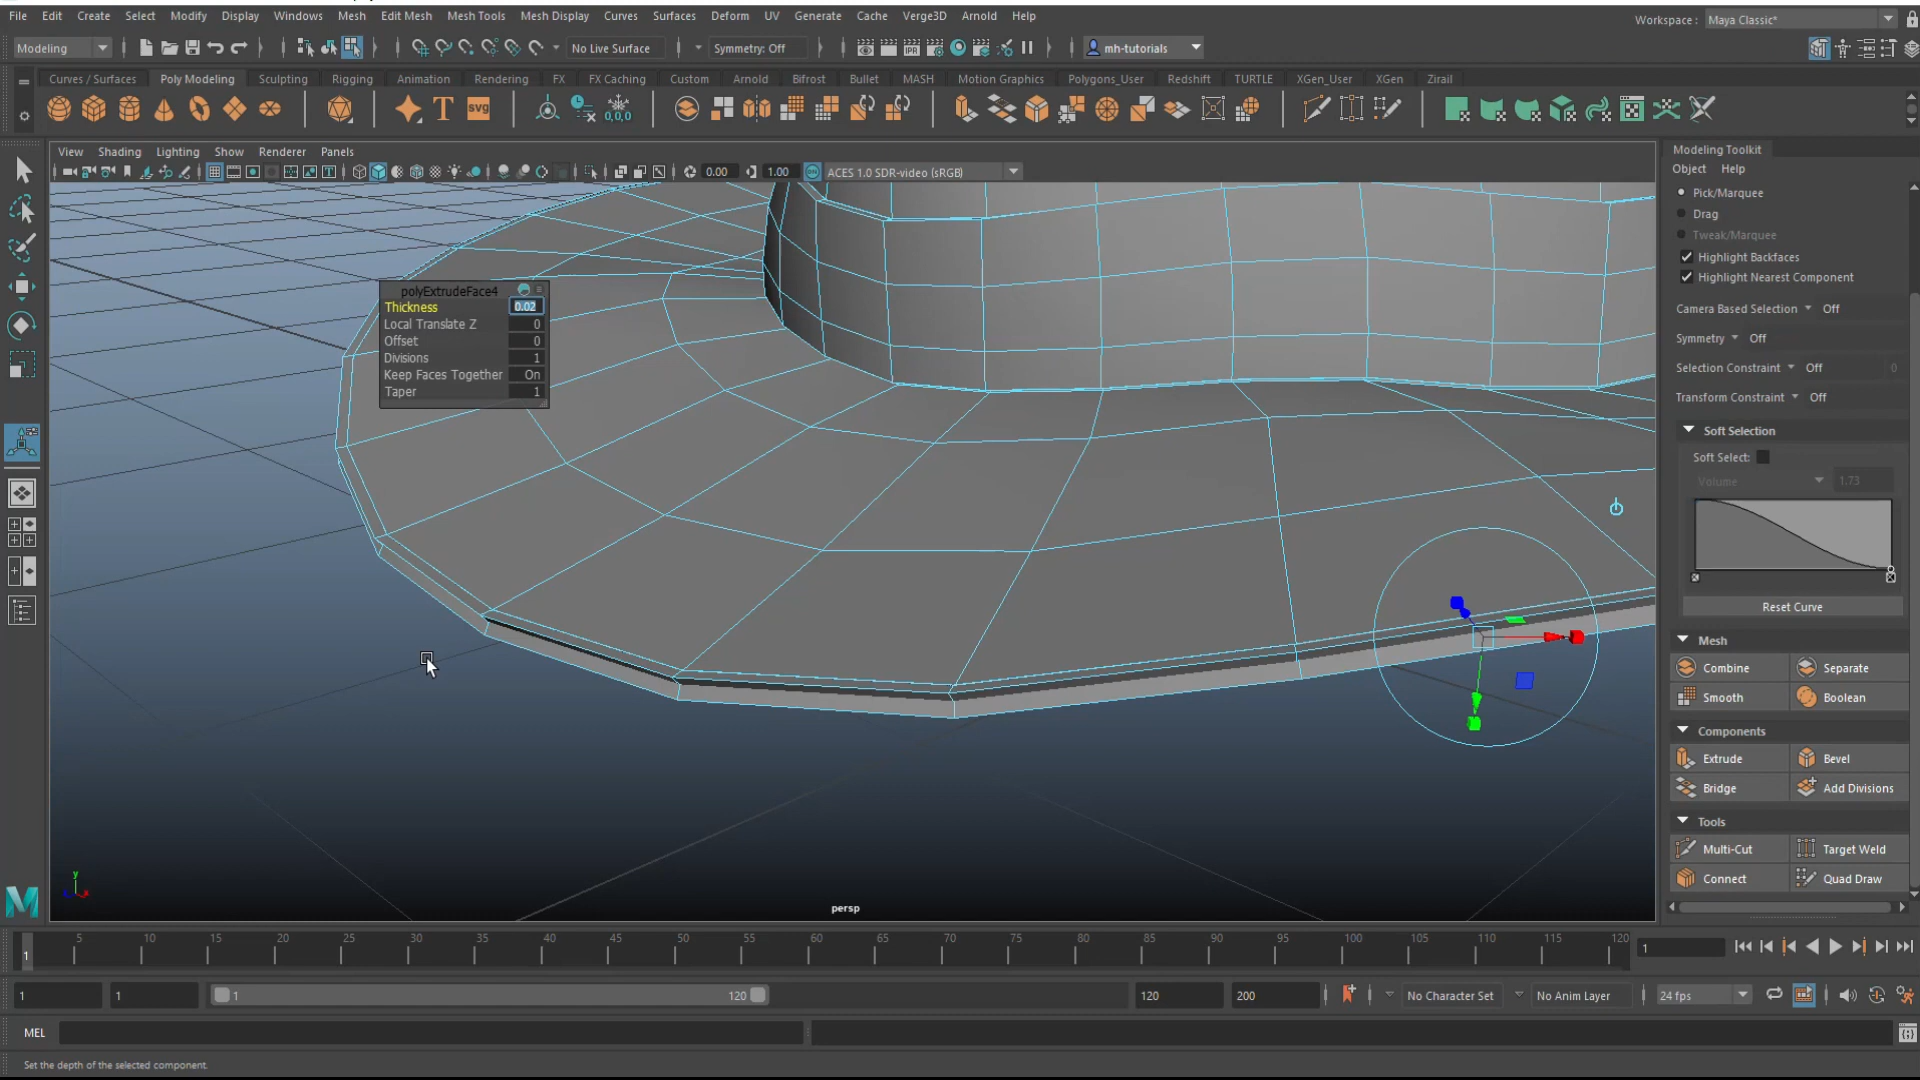 File Edit Create Select Modify Display Windows Mesh Edit Mesh Mesh Tools Mesh Display Curves Surfaces Deform UV Generate Cache Verge3D Arnold Help
Workspace : Maya Classic*
Modeling No Live Surface Symmetry: Off mh-tutorials
Curves / Surfaces Poly Modeling Sculpting Rigging Animation Rendering FX FX Caching Custom Arnold Bifrost Bullet MASH Motion Graphics Polygons_User Redshift TURTLE XGen_User XGen Zirail
IPR
T svg 0,0,0
View Shading Lighting Show Renderer Panels
0.00 1.00 ACES 1.0 SDR-video (sRGB)
polyExtrudeFace4
Thickness 0.02
Local Translate Z 0
Offset 0
Divisions 1
Keep Faces Together On
Taper 1
y
persp
Modeling Toolkit
Object Help
Pick/Marquee
Drag
Tweak/Marquee
Highlight Backfaces
Highlight Nearest Component
Camera Based Selection Off
Symmetry Off
Selection Constraint Off 0
Transform Constraint Off
Soft Selection
Soft Select:
Volume 1.73
Reset Curve
Mesh
Combine Separate
Smooth Boolean
Components
Extrude Bevel
Bridge Add Divisions
Tools
Multi-Cut Target Weld
Connect Quad Draw
5 10 15 20 25 30 35 40 45 50 55 60 65 70 75 80 85 90 95 100 105 110 115 120
1 1
1 1 1 120 120 200 No Character Set No Anim Layer 24 fps
MEL
Set the depth of the selected component.